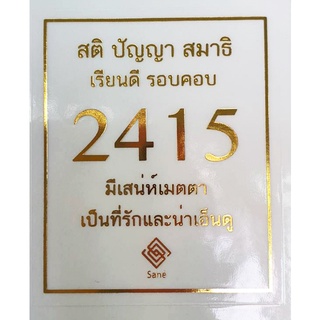 สติ ปัญญา สมาธิ
เรียนดี รอบคอบ
2415
มีเสน่ห์เมตตา
เป็นที่รักและน่าเอ็นดู
Sane